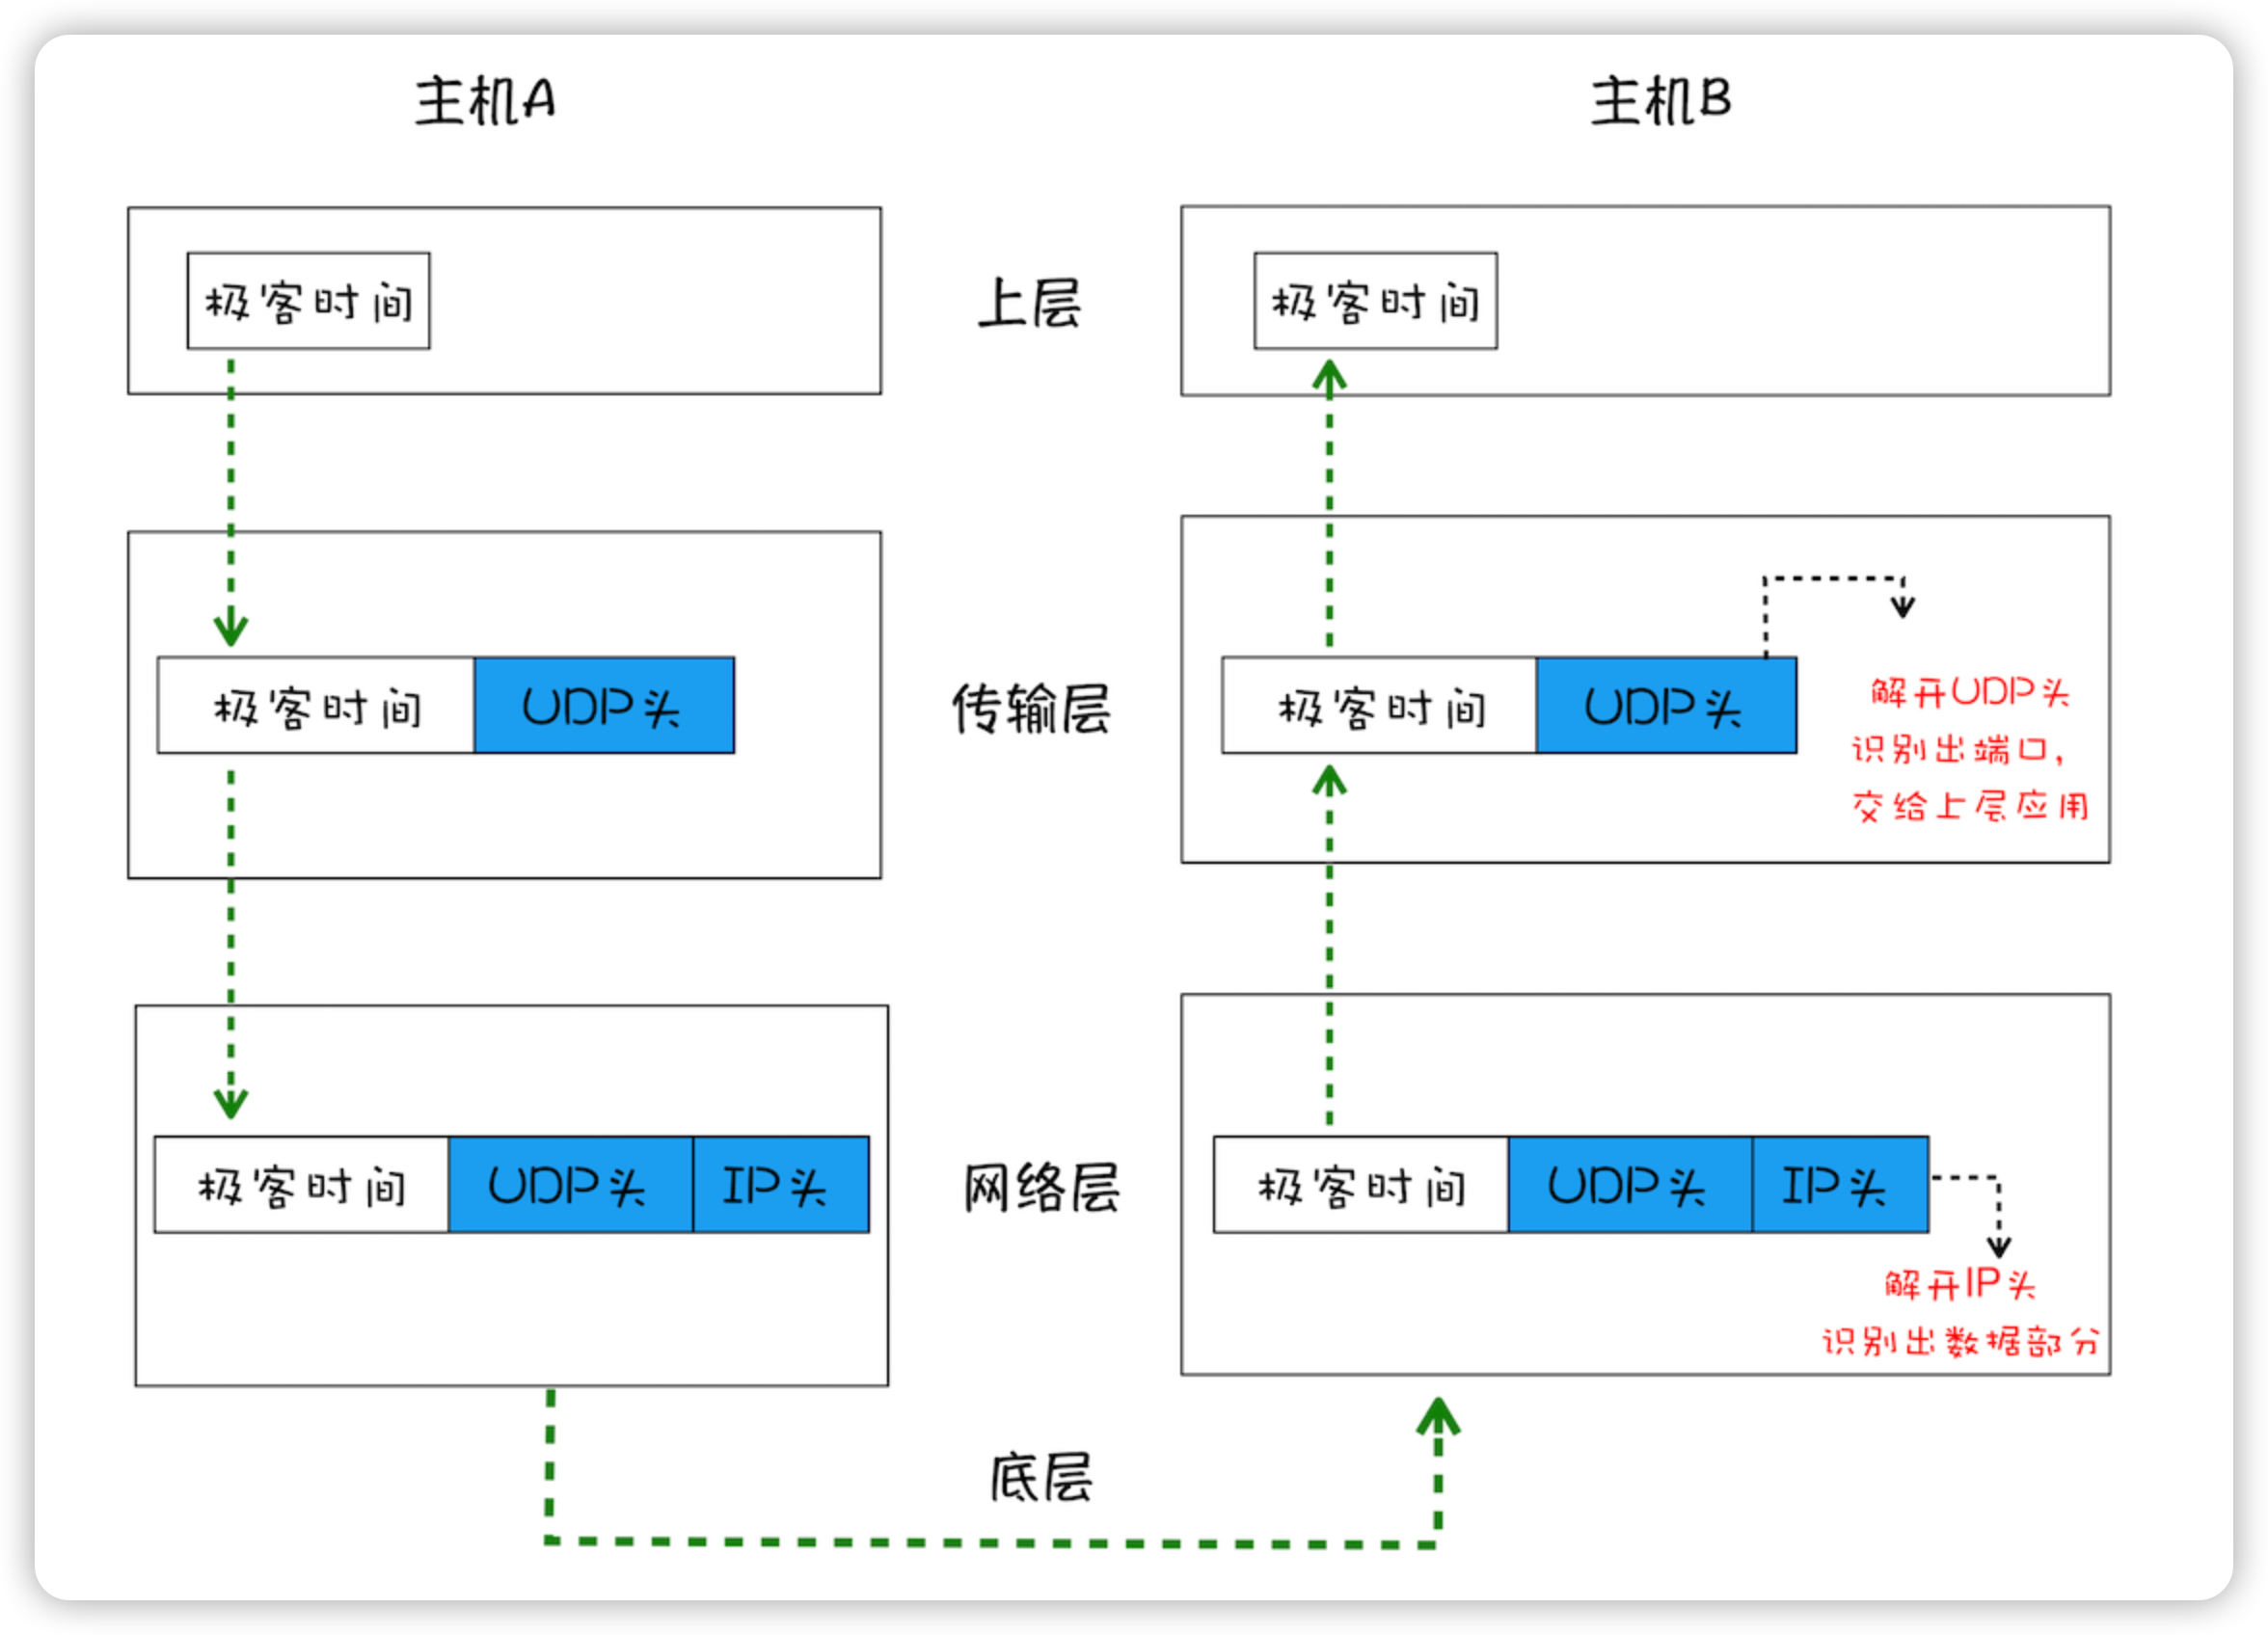 主机A
主机B
极客时间
上层
极客时间
极客时间
UDP头
传输层
极客时间
UDP头
解开UDP头
识别出端口,
交给上层应用
极客时间
UDP头
IP头
网络层
极客时间
UDP头
IP头
解开IP头
识别出数据部分
底层